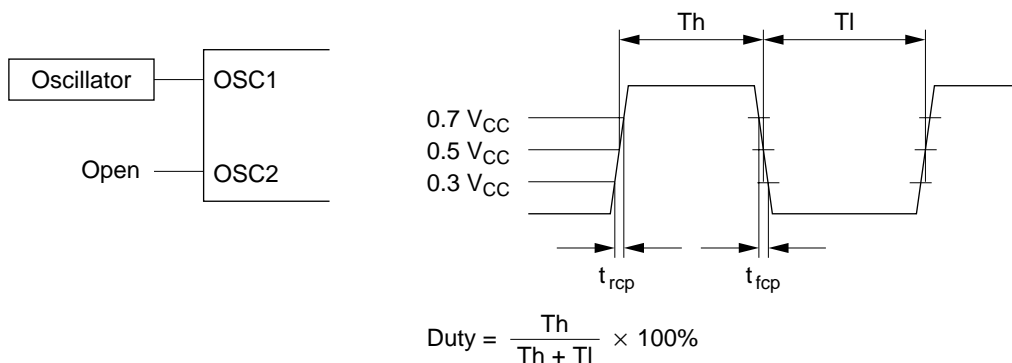 Th
Tl
Oscillator
OSC1
Open
OSC2
0.7 VCC
0.5 VCC
0.3 VCC
trcp
tfcp
Duty = Th / Th + Tl × 100%